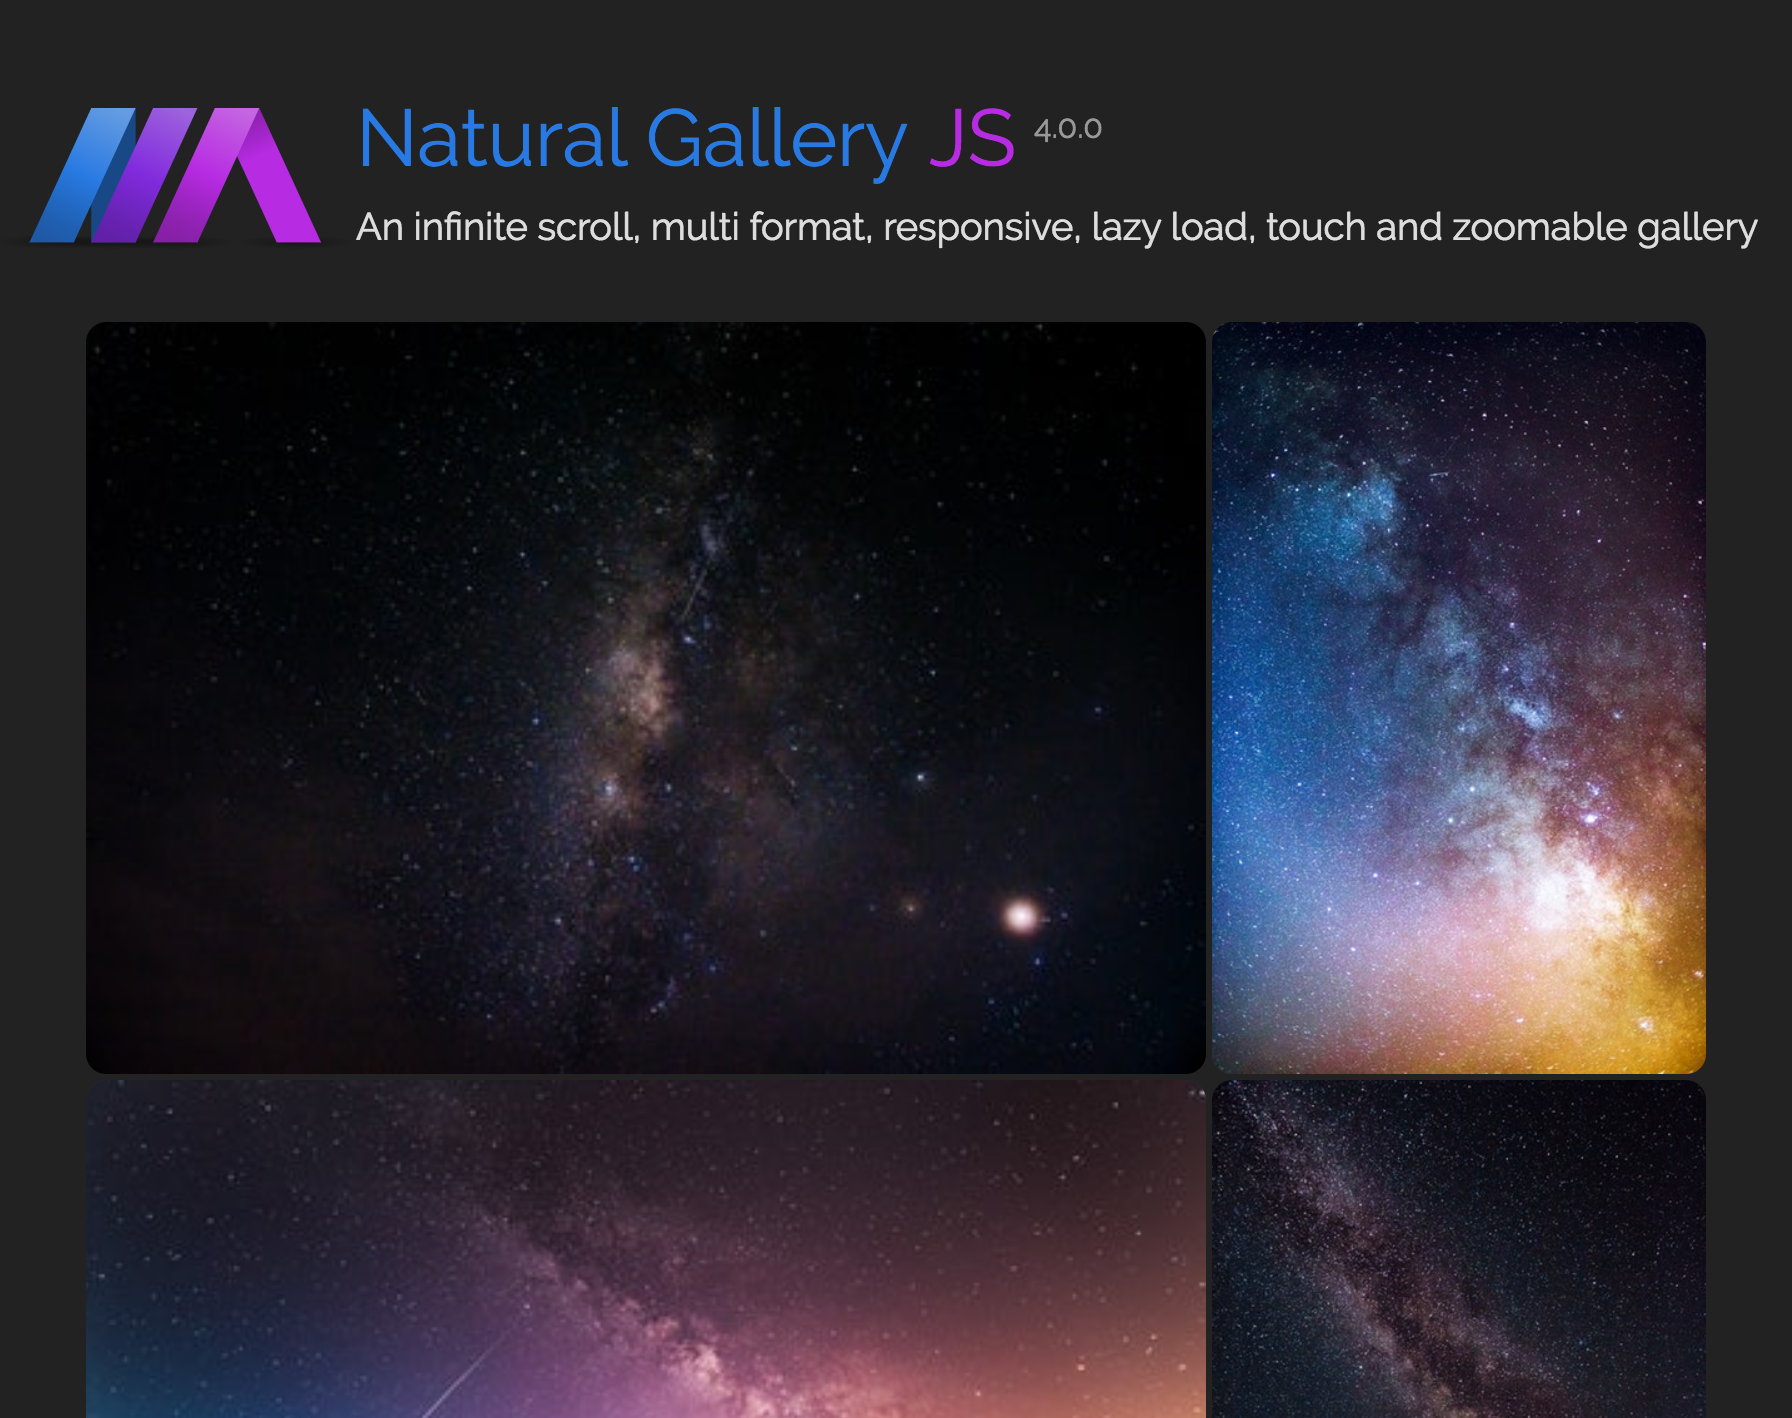 Natural Gallery JS 4.0.0
An infinite scroll, multi format, responsive, lazy load, touch and zoomable gallery